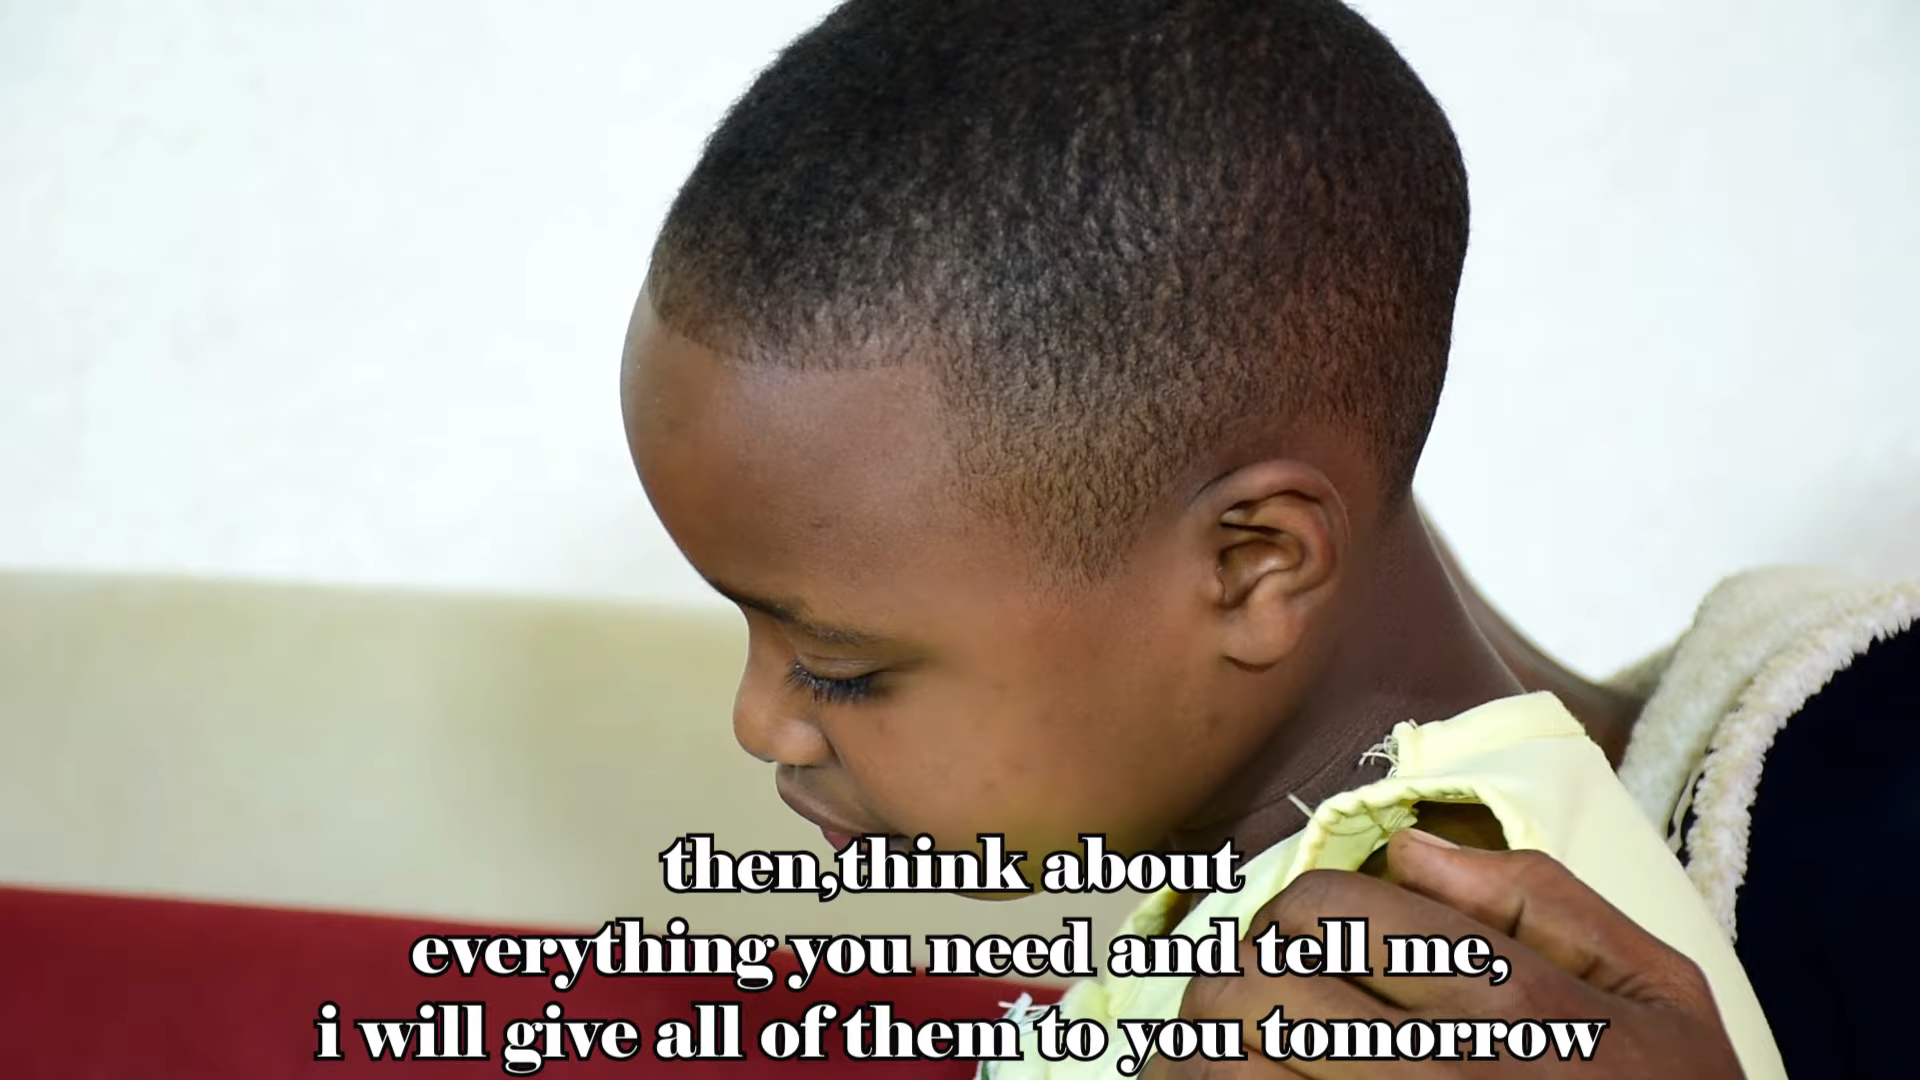 then,think about
everything you need and tell me,
i will give all of them to you tomorrow